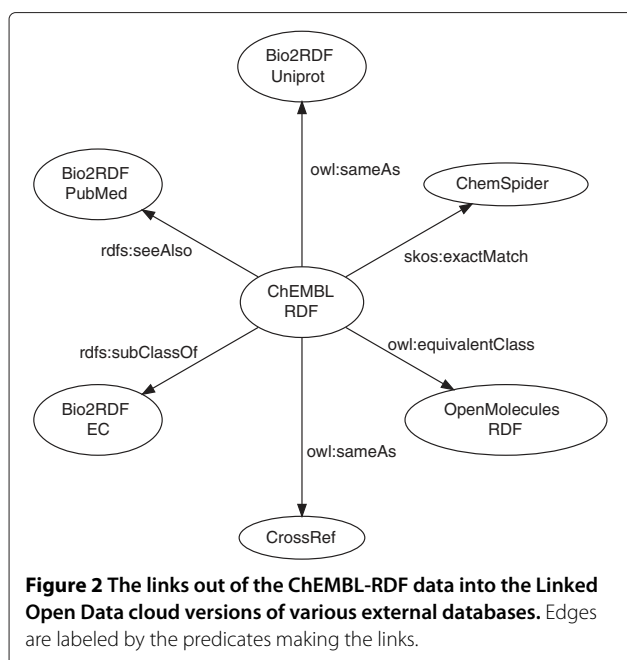 Bio2RDF
Uniprot
owl:sameAs
Bio2RDF
PubMed
ChemSpider
rdfs:seeAlso
skos:exactMatch
ChEMBL
RDF
rdfs:subClassOf
owl:equivalentClass
Bio2RDF
EC
OpenMolecules
RDF
owl:sameAs
CrossRef
Figure 2 The links out of the ChEMBL-RDF data into the Linked
Open Data cloud versions of various external databases. Edges
are labeled by the predicates making the links.